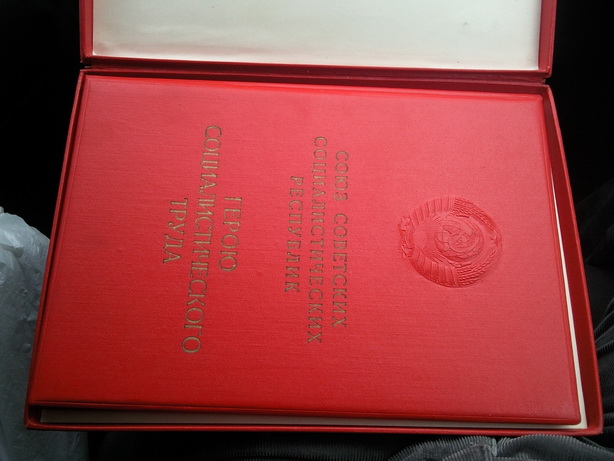 СОЮЗ СОВЕТСКИХ
СОЦИАЛИСТИЧЕСКИХ
РЕСПУБЛИК
ГЕРОЮ
СОЦИАЛИСТИЧЕСКОГО
ТРУДА